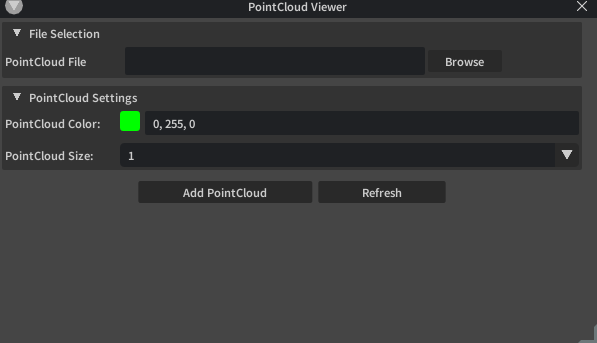 PointCloud Viewer
File Selection
PointCloud File Browse
PointCloud Settings
PointCloud Color: 0, 255, 0
PointCloud Size: 1
Add PointCloud Refresh